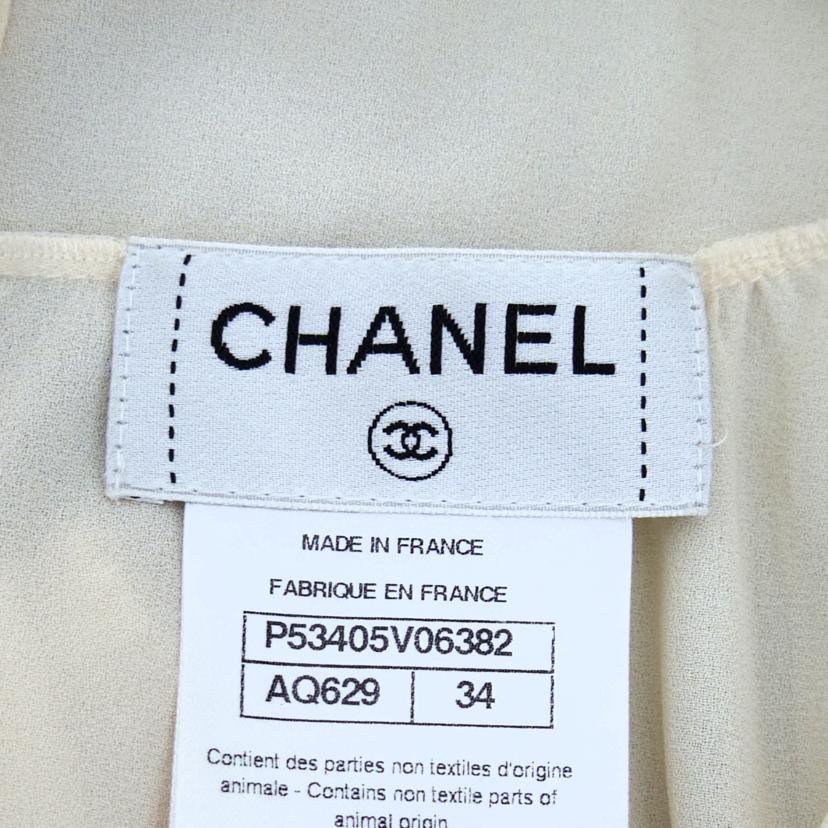 CHANEL
MADE IN FRANCE
FABRIQUE EN FRANCE
P53405V06382
AQ629 34
Contient des parties non textiles d'origine
animale - Contains non textile parts of
animal origin